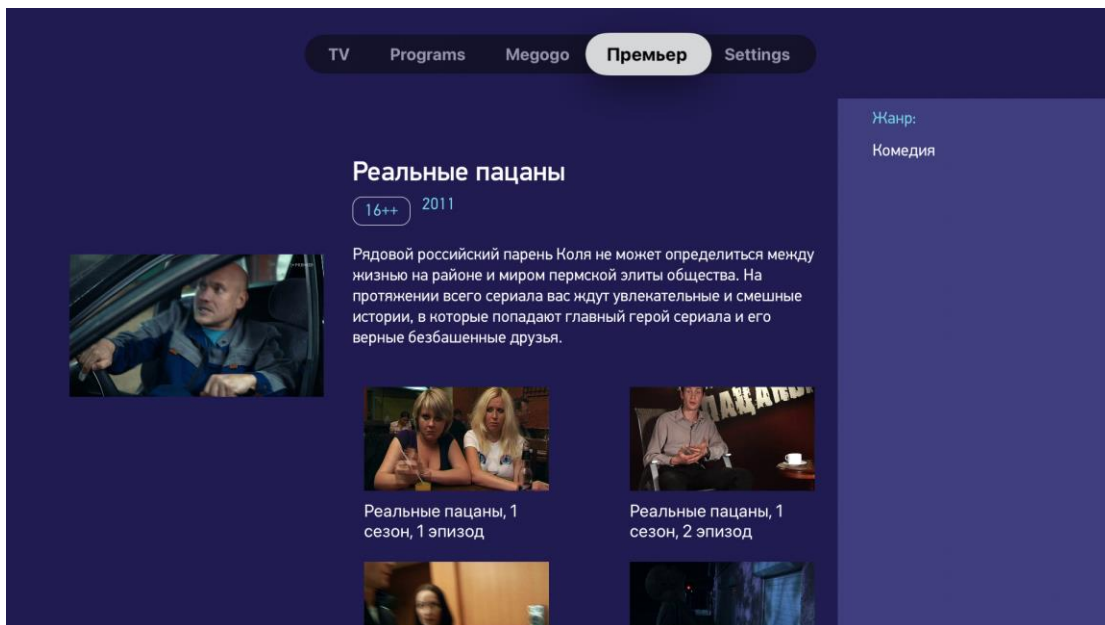 TV Programs Megogo Премьер Settings
Жанр:
Комедия
Реальные пацаны
16++ 2011
Рядовой российский парень Коля не может определиться между
жизнью на районе и миром пермской элиты общества. На
протяжении всего сериала вас ждут увлекательные и смешные
истории, в которые попадают главный герой сериала и его
верные безбашенные друзья.
ПАЦАНЫ
Реальные пацаны, 1
сезон, 1 эпизод
Реальные пацаны, 1
сезон, 2 эпизод